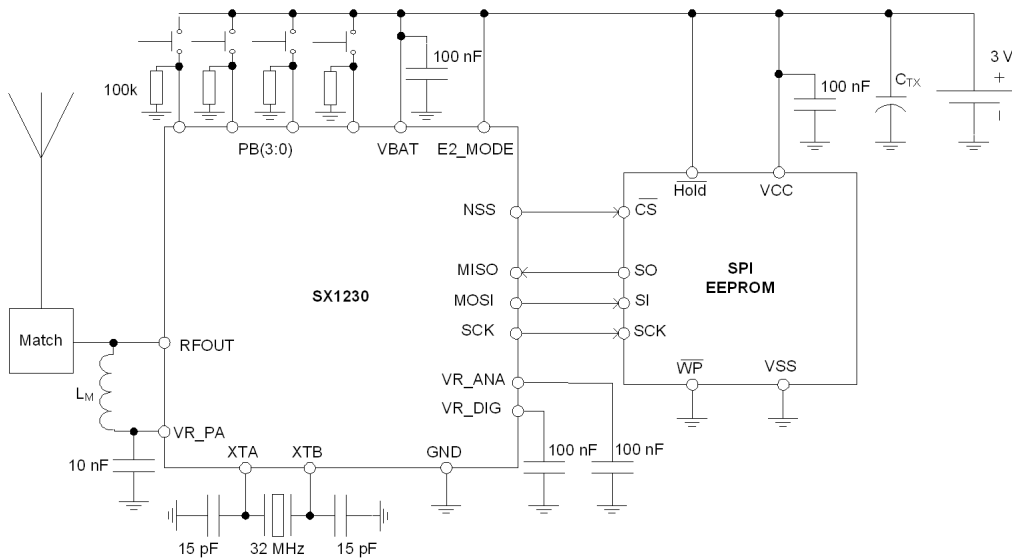 100 nF
3 V
+
100k
100 nF
CTX
PB(3:0)
VBAT
E2_MODE
Hold
VCC
NSS
CS
SPI
EEPROM
MISO
SO
SX1230
MOSI
SI
SCK
SCK
Match
RFOUT
WP
VSS
LM
VR_ANA
VR_DIG
VR_PA
XTA
XTB
GND
100 nF
100 nF
10 nF
15 pF
32 MHz
15 pF